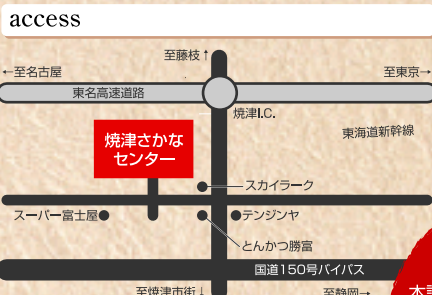 access
至藤枝↑
←至名古屋
至東京→
東名高速道路
焼津I.C.
東海道新幹線
焼津さかな
センター
スカイラーク
スーパー富士屋●
●テンジンヤ
とんかつ勝富
国道150号バイパス
至焼津市街↓
至静岡→